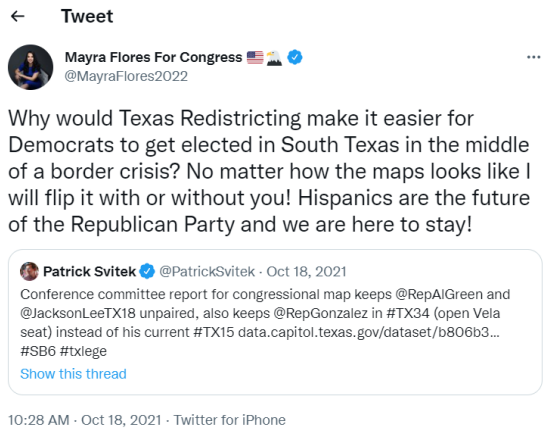 Tweet
Mayra Flores For Congress 🇺🇸🦅
@MayraFlores2022
Why would Texas Redistricting make it easier for
Democrats to get elected in South Texas in the middle
of a border crisis? No matter how the maps looks like I
will flip it with or without you! Hispanics are the future
of the Republican Party and we are here to stay!
Patrick Svitek @PatrickSvitek · Oct 18, 2021
Conference committee report for congressional map keeps @RepAlGreen and
@JacksonLeeTX18 unpaired, also keeps @RepGonzalez in #TX34 (open Vela
seat) instead of his current #TX15 data.capitol.texas.gov/dataset/b806b3...
#SB6 #txlege
Show this thread
10:28 AM · Oct 18, 2021 · Twitter for iPhone